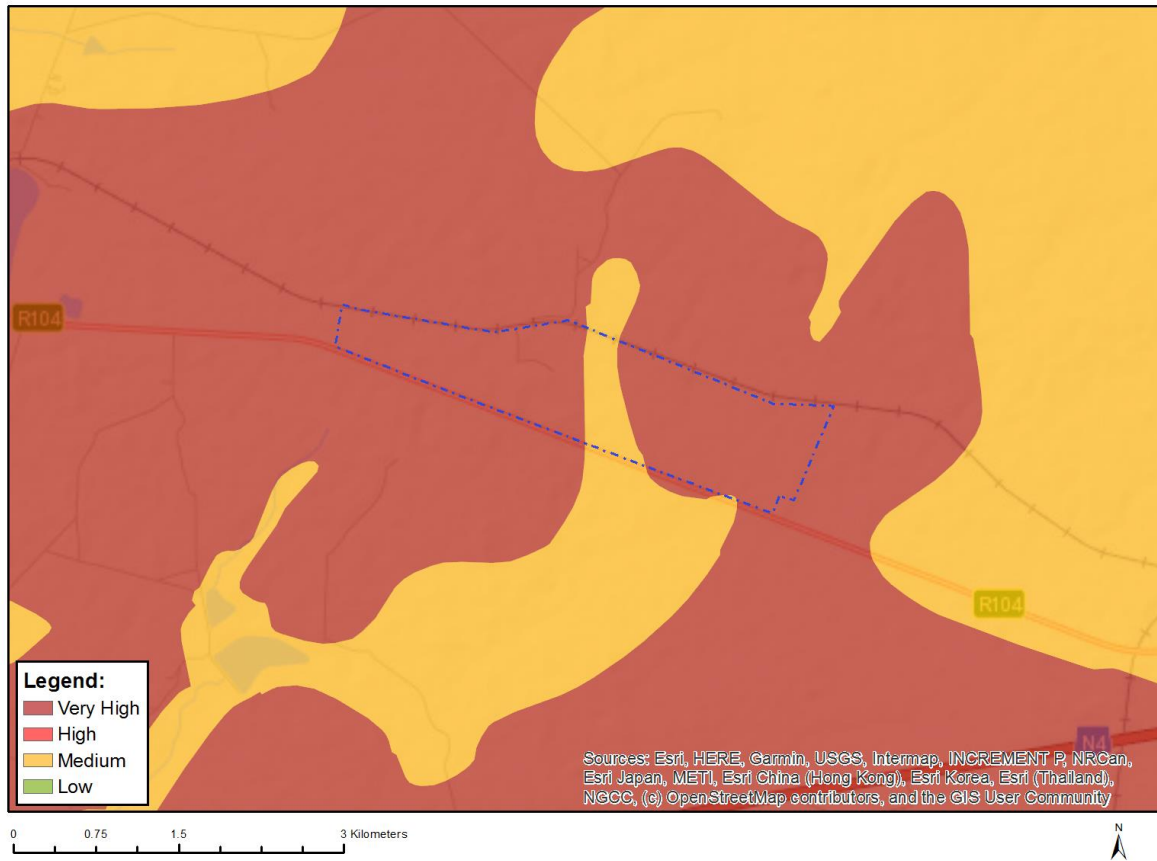 R104
R104
N4
Legend:
Very High
High
Medium
Low
Sources: Esri, HERE, Garmin, USGS, Intermap, INCREMENT P, NRCan,
Esri Japan, METI, Esri China (Hong Kong), Esri Korea, Esri (Thailand),
NGCC, (c) OpenStreetMap contributors, and the GIS User Community
0 0.75 1.5 3 Kilometers
N